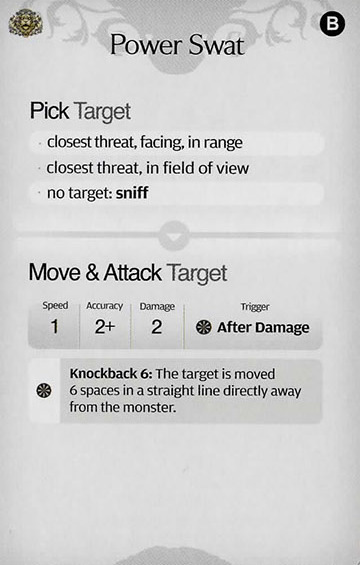 B
Power Swat
Pick Target
· closest threat, facing, in range
· closest threat, in field of view
· no target: sniff
Move & Attack Target
Speed Accuracy Damage Trigger
1 2+ 2 After Damage
Knockback 6: The target is moved
6 spaces in a straight line directly away
from the monster.